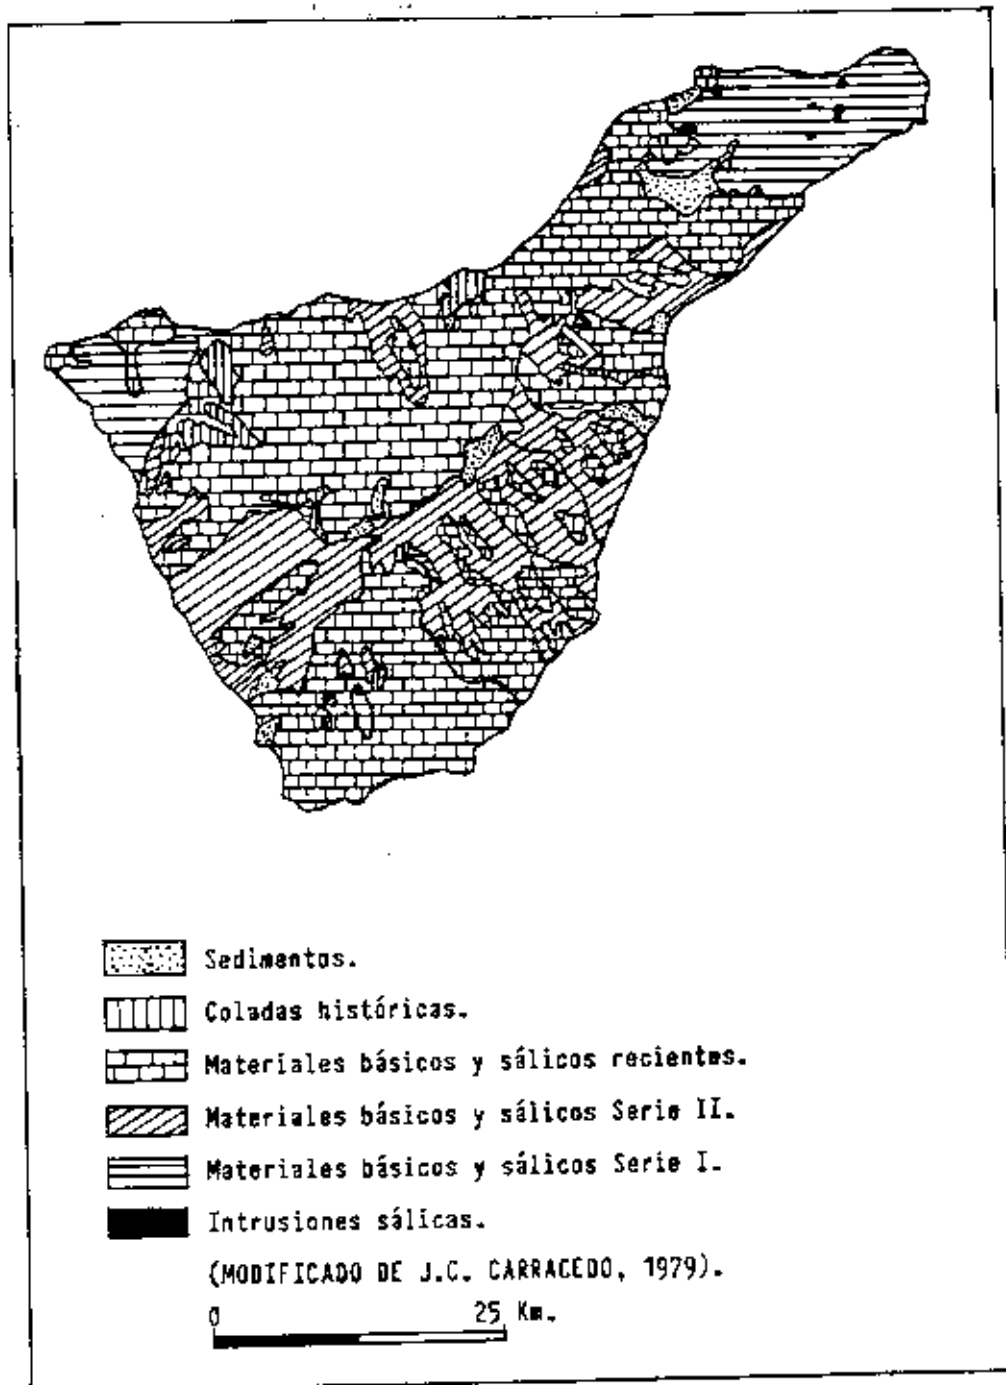 Sedimentos.
Coladas históricas.
Materiales básicos y sálicos recientes.
Materiales básicos y sálicos Serie II.
Materiales básicos y sálicos Serie I.
Intrusiones sálicas.
(MODIFICADO DE J.C. CARRACEDO, 1979).
0 25 Km.